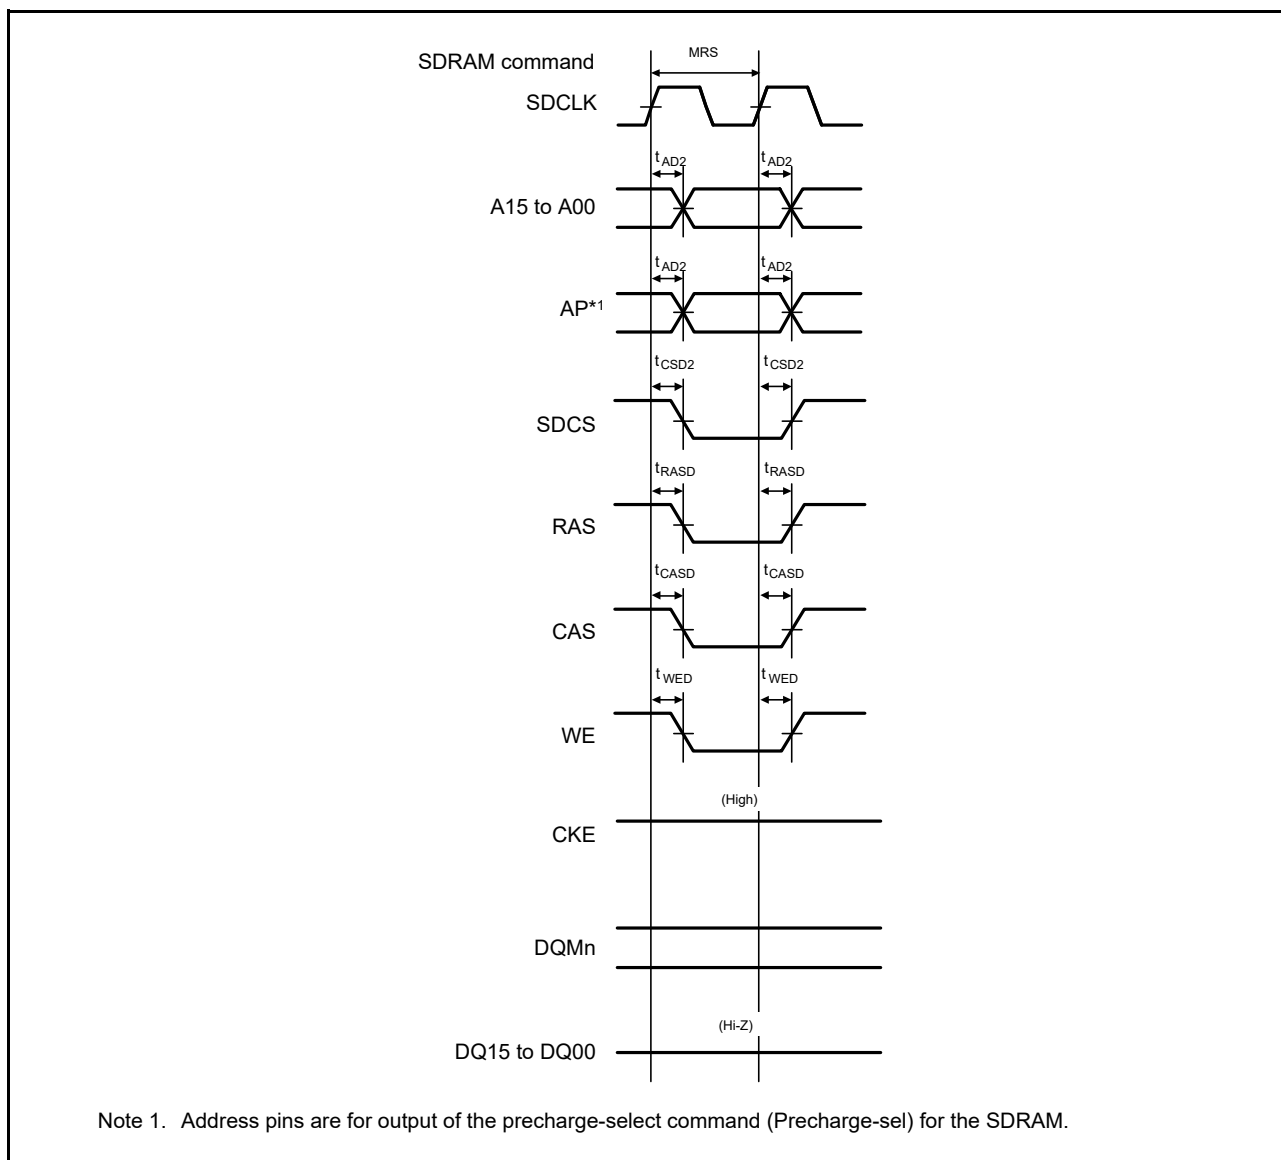 MRS
SDRAM command
SDCLK
tAD2 tAD2
A15 to A00
tAD2 tAD2
AP*1
tCSD2 tCSD2
SDCS
tRASD tRASD
RAS
tCASD tCASD
CAS
tWED tWED
WE
(High)
CKE
DQMn
(Hi-Z)
DQ15 to DQ00
Note 1. Address pins are for output of the precharge-select command (Precharge-sel) for the SDRAM.